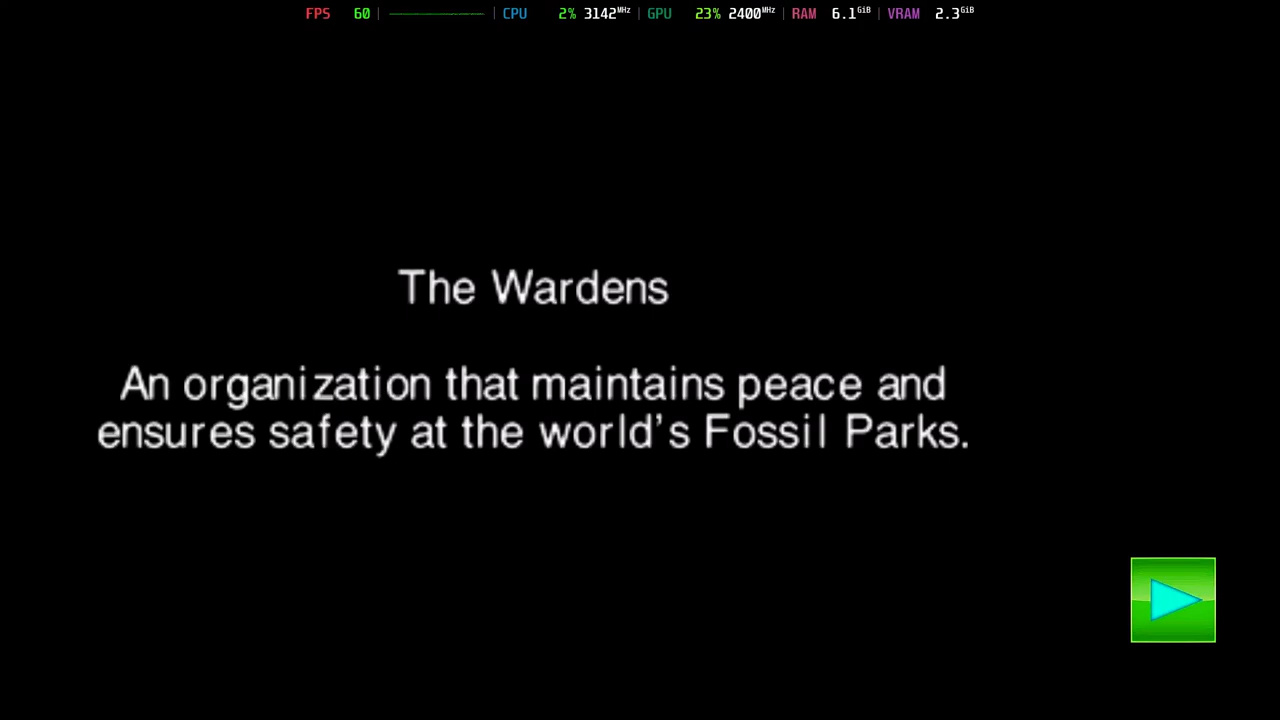 FPS 60 | CPU 2% 3142MHz | GPU 23% 2400MHz | RAM 6.1GiB | VRAM 2.3GiB
The Wardens
An organization that maintains peace and
ensures safety at the world's Fossil Parks.